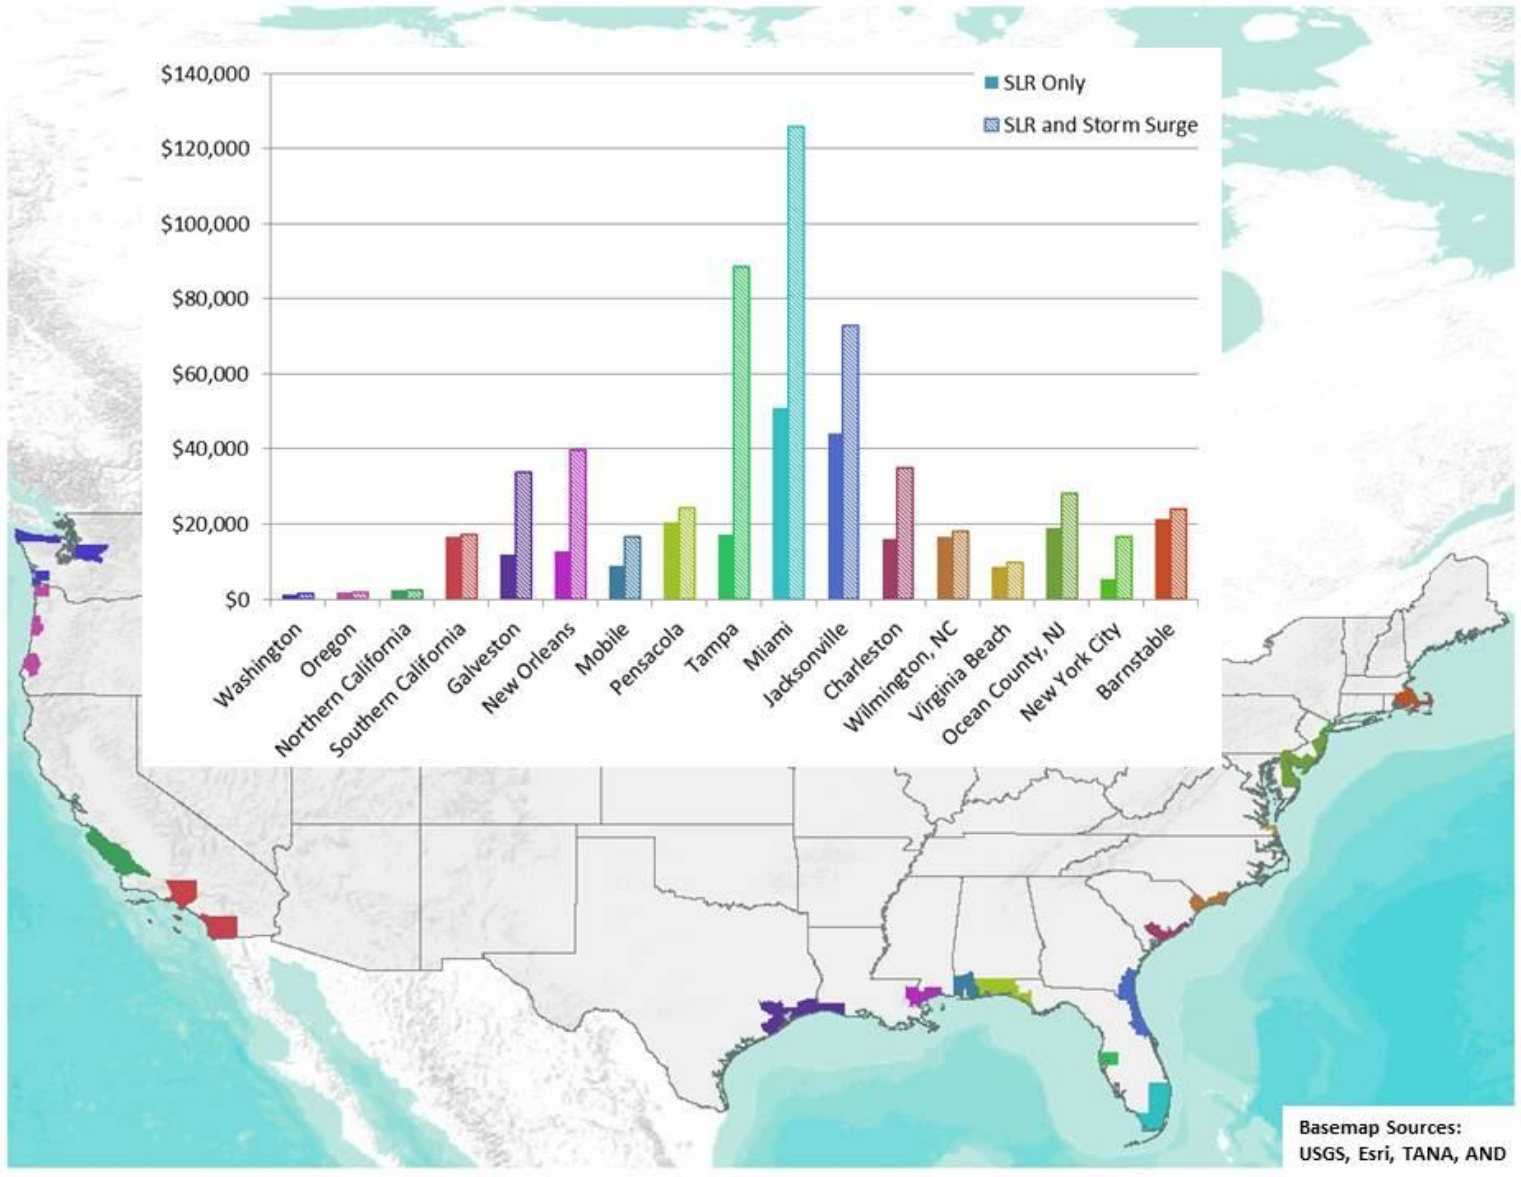 $140,000
$120,000
$100,000
$80,000
$60,000
$40,000
$20,000
$0
SLR Only
SLR and Storm Surge
Washington
Oregon
Northern California
Southern California
Galveston
New Orleans
Mobile
Pensacola
Tampa
Miami
Jacksonville
Charleston
Wilmington, NC
Virginia Beach
Ocean County, NJ
New York City
Barnstable
Basemap Sources:
USGS, Esri, TANA, AND